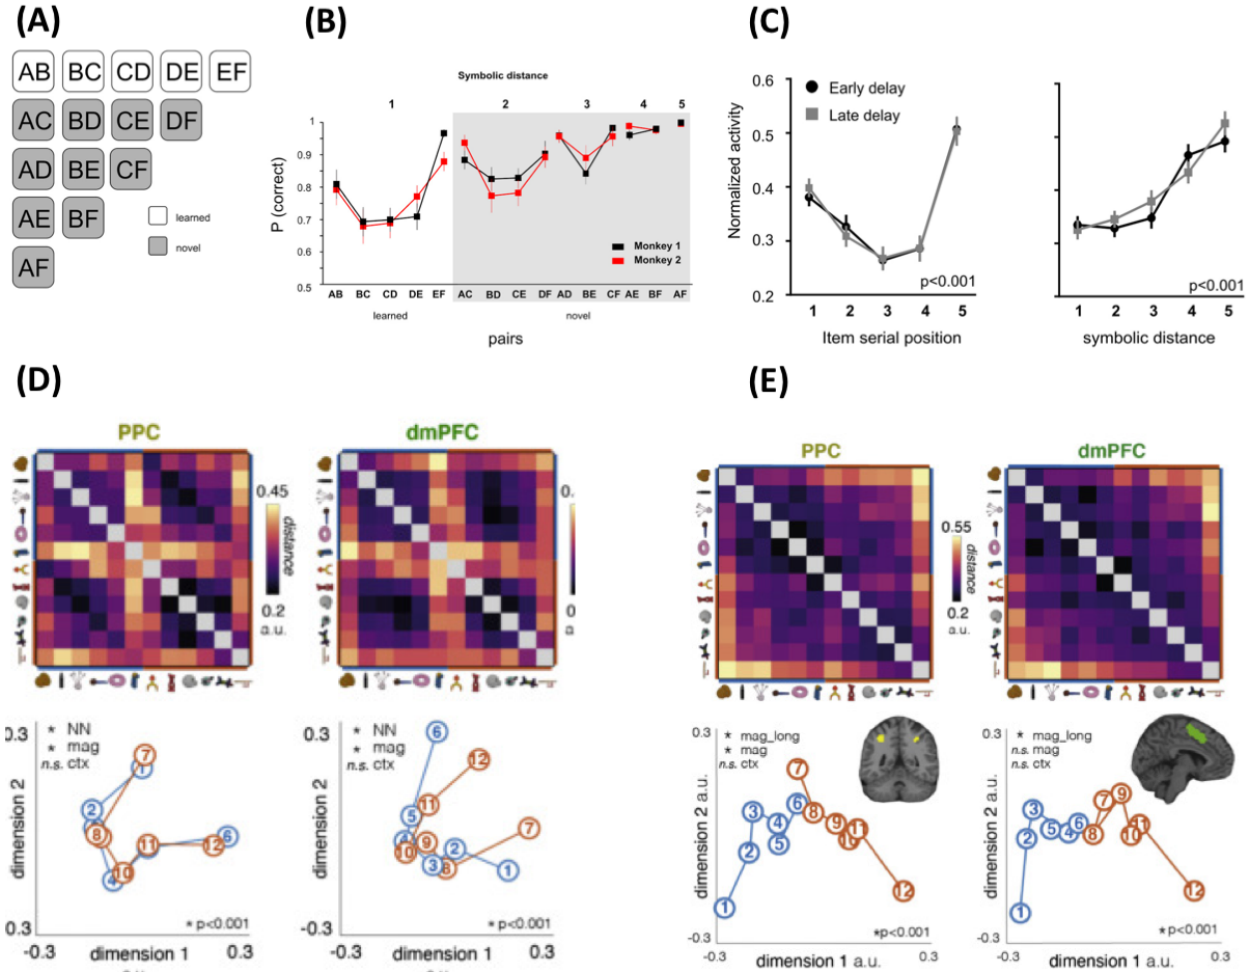 (A)
AB BC CD DE EF
AC BD CE DF
AD BE CF
AE BF
AF
learned
novel
(B)
Symbolic distance
1 2 3 4 5
P (correct)
1
0.9
0.8
0.7
0.6
0.5
Monkey 1
Monkey 2
AB BC CD DE EF AC BD CE DF AD BE CF AE BF AF
learned novel
pairs
(C)
Normalized activity
0.6
0.5
0.4
0.3
0.2
Early delay
Late delay
p<0.001
1 2 3 4 5
Item serial position
p<0.001
1 2 3 4 5
symbolic distance
(D)
PPC
0.45
distance
0.2
a.u.
dmPFC
0.
0
0.3
* NN
* mag
n.s. ctx
dimension 2
7
1
2
8
6
11
12
10
4
* p<0.001
0.3
-0.3 dimension 1 0.3
0.3
* NN
* mag
n.s. ctx
dimension 2
6
12
11
5
7
4
9
2
10
3
8
1
* p<0.001
-0.3
-0.3 dimension 1 0.3
(E)
PPC
0.55
distance
0.2
a.u.
dmPFC
0.3
* mag_long
* mag
n.s. ctx
dimension 2 a.u.
7
6
3
8
4
9
11
5
10
2
12
1
*p<0.001
-0.3
-0.3 dimension 1 a.u. 0.3
0.3
* mag_long
n.s. mag
n.s. ctx
dimension 2 a.u.
9
7
3
6
11
5
4
8
10
2
12
1
* p<0.001
-0.3
-0.3 dimension 1 a.u. 0.3